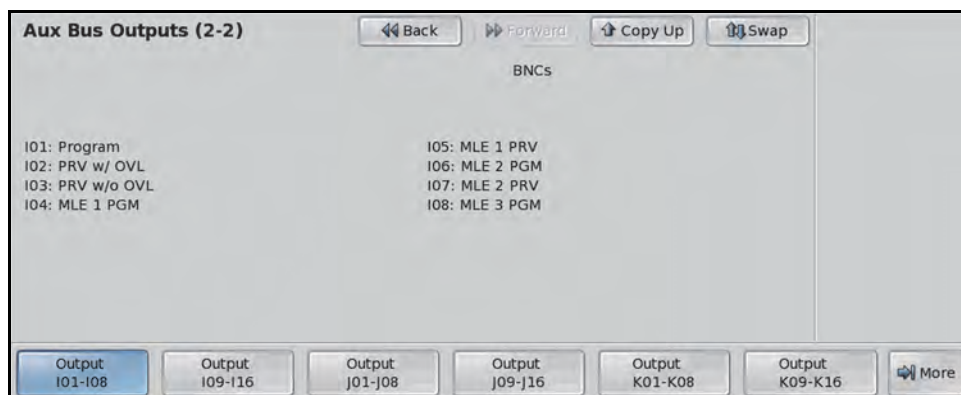 Aux Bus Outputs (2-2)
Back
Forward
Copy Up
Swap
BNCs
I01: Program
I02: PRV w/ OVL
I03: PRV w/o OVL
I04: MLE 1 PGM
I05: MLE 1 PRV
I06: MLE 2 PGM
I07: MLE 2 PRV
I08: MLE 3 PGM
Output
I01-I08
Output
I09-I16
Output
J01-J08
Output
J09-J16
Output
K01-K08
Output
K09-K16
More